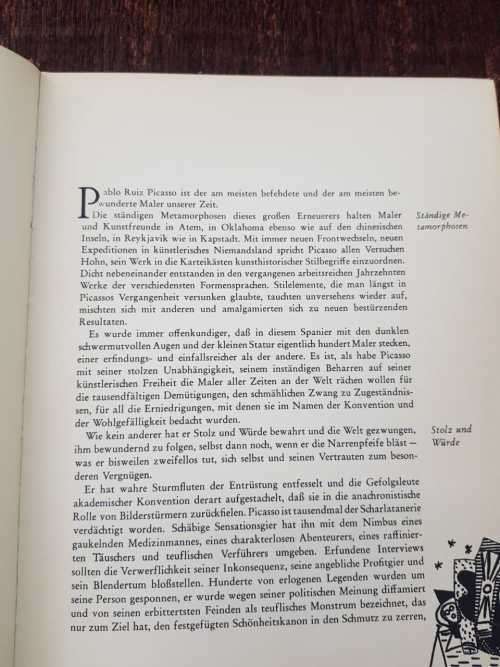 Pablo Ruiz Picasso ist der am meisten befehdete und der am meisten be-
wunderte Maler unserer Zeit.
Die ständigen Metamorphosen dieses großen Erneuerers halten Maler
und Kunstfreunde in Atem, in Oklahoma ebenso wie auf den chinesischen
Inseln, in Reykjavik wie in Kapstadt. Mit immer neuen Frontwechseln, neuen
Expeditionen in künstlerisches Niemandsland spricht Picasso allen Versuchen
Hohn, sein Werk in die Karteikästen kunsthistorischer Stilbegriffe einzuordnen.
Dicht nebeneinander entstanden in den vergangenen arbeitsreichen Jahrzehnten
Werke der verschiedensten Formensprachen. Stilelemente, die man längst in
Picassos Vergangenheit versunken glaubte, tauchten unversehens wieder auf,
mischten sich mit anderen und amalgamierten sich zu neuen bestürzenden
Resultaten.
Ständige Me-
tamorphosen
Es wurde immer offenkundiger, daß in diesem Spanier mit den dunklen
schwermutvollen Augen und der kleinen Statur eigentlich hundert Maler stecken,
einer erfindungs- und einfallsreicher als der andere. Es ist, als habe Picasso
mit seiner stolzen Unabhängigkeit, seinem inständigen Beharren auf seiner
künstlerischen Freiheit die Maler aller Zeiten an der Welt rächen wollen für
die tausendfältigen Demütigungen, den schmählichen Zwang zu Zugeständnis-
sen, für all die Erniedrigungen, mit denen sie im Namen der Konvention und
der Wohlgefälligkeit bedacht wurden.
Wie kein anderer hat er Stolz und Würde bewahrt und die Welt gezwungen,
ihm bewundernd zu folgen, selbst dann noch, wenn er die Narrenpfeife bläst —
was er bisweilen zweifellos tut, sich selbst und seinen Vertrauten zum beson-
deren Vergnügen.
Stolz und
Würde
Er hat wahre Sturmfluten der Entrüstung entfesselt und die Gefolgsleute
akademischer Konvention derart aufgestachelt, daß sie in die anachronistische
Rolle von Bilderstürmern zurückfielen. Picasso ist tausendmal der Scharlatanerie
verdächtigt worden. Schäbige Sensationsgier hat ihn mit dem Nimbus eines
gaukelnden Medizinmannes, eines charakterlosen Abenteurers, eines raffinier-
ten Täuschers und teuflischen Verführers umgeben. Erfundene Interviews
sollten die Verwerflichkeit seiner Inkonsequenz, seine angebliche Profitgier und
sein Blendertum bloßstellen. Hunderte von erlogenen Legenden wurden um
seine Person gesponnen, er wurde wegen seiner politischen Meinung diffamiert
und von seinen erbittertsten Feinden als teuflisches Monstrum bezeichnet, das
nur zum Ziel hat, den festgefügten Schönheitskanon in den Schmutz zu zerren,